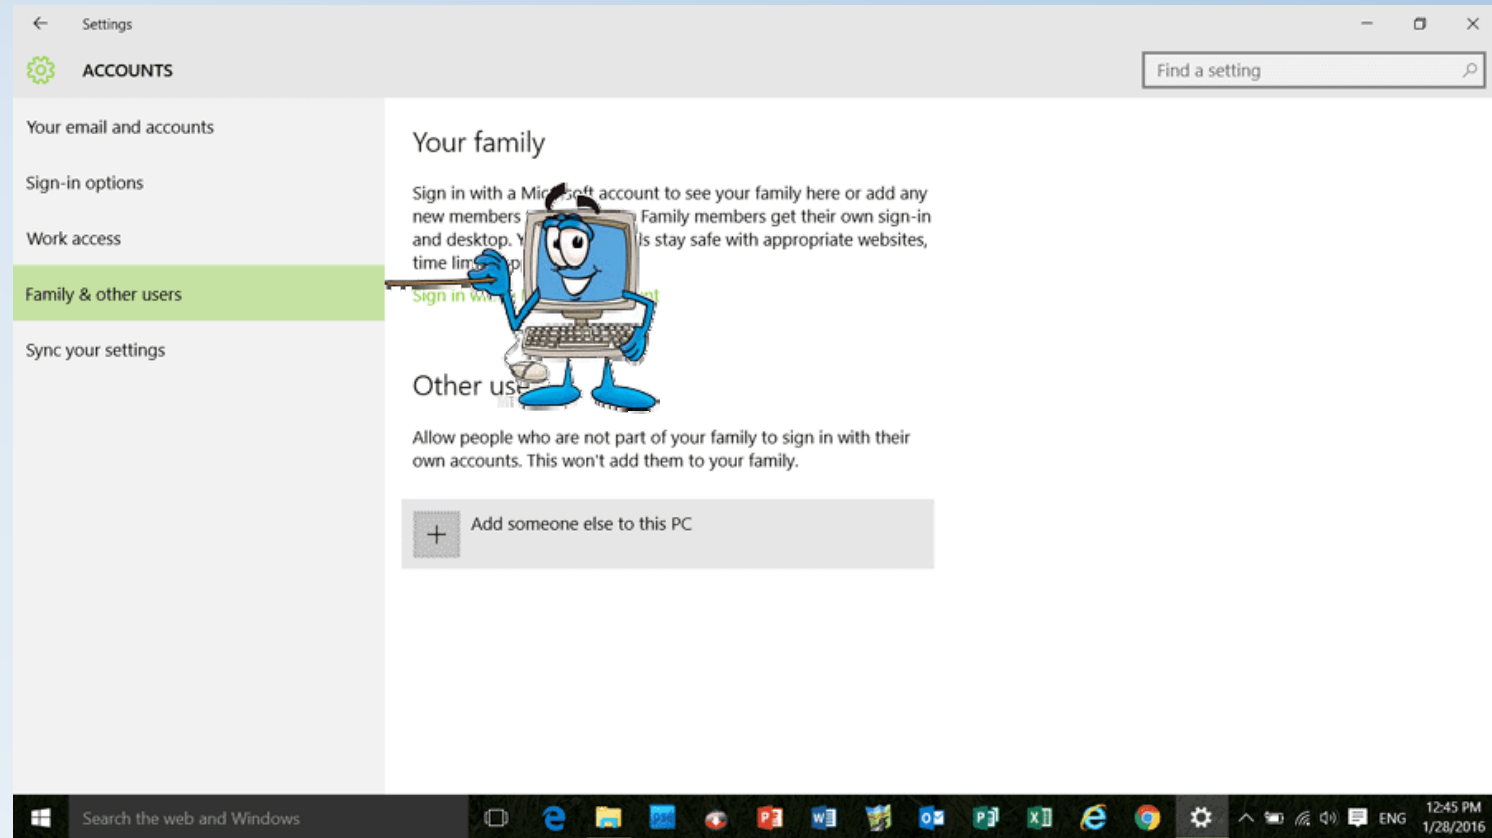 Settings
ACCOUNTS
Find a setting
Your email and accounts
Sign-in options
Work access
Family & other users
Sync your settings
Your family
Sign in with a Microsoft account to see your family here or add any
new members Family members get their own sign-in
and desktop. stay safe with appropriate websites,
time
Sign in
Other
Allow people who are not part of your family to sign in with their
own accounts. This won't add them to your family.
Add someone else to this PC
Search the web and Windows
ENG
12:45 PM
1/28/2016